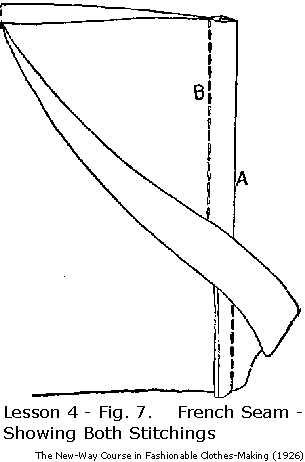 B
A
Lesson 4 - Fig. 7. French Seam -
Showing Both Stitchings
The New-Way Course in Fashionable Clothes-Making (1926)